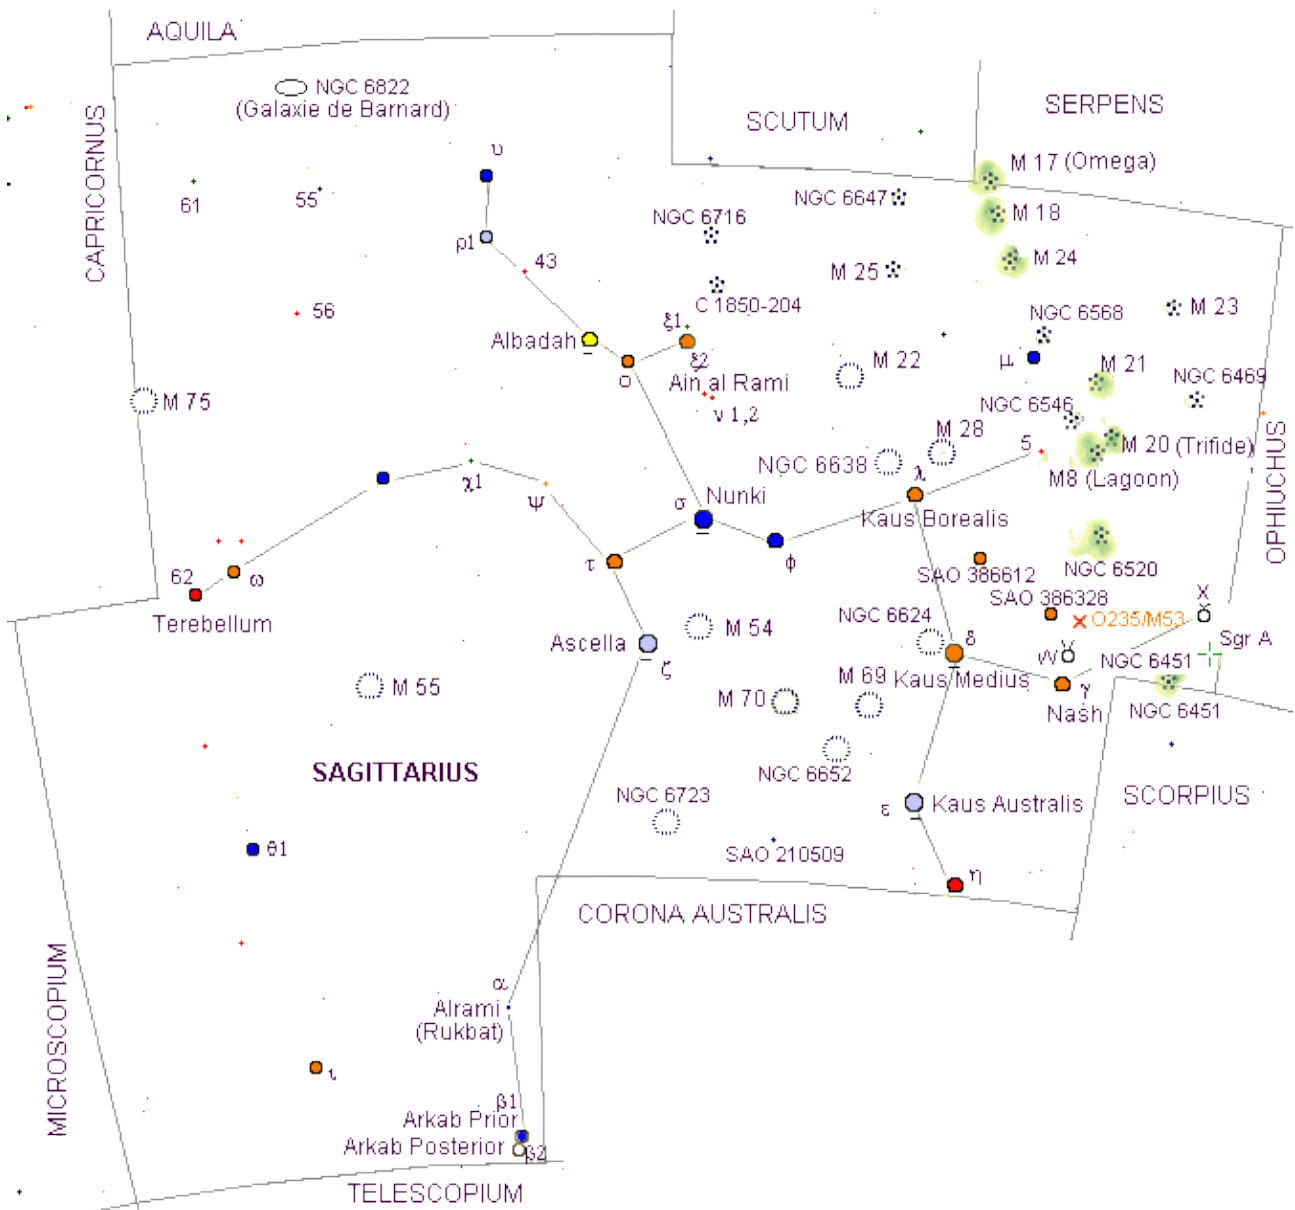 AQUILA
NGC 6822
(Galaxie de Barnard)
SERPENS
SCUTUM
CAPRICORNUS
υ
M 17 (Omega)
61
55
NGC 6647
M 18
NGC 6716
ρ1
43
M 25
M 24
C 1850-204
M 23
56
ξ1
NGC 6568
Albadah
ξ2
M 22
μ
M 21
ο
Ain al Rami
NGC 6469
M 75
ν 1,2
NGC 6546
M 28
5
M 20 (Trifide)
NGC 6638
λ
M8 (Lagoon)
OPHIUCHUS
χ1
ψ
σ
Nunki
Kaus Borealis
τ
φ
SAO 386612
NGC 6520
62
ω
X
SAO 386328
Terebellum
M 54
NGC 6624
O235/M53
δ
Sgr A
Ascella
ζ
W
NGC 6451
M 55
M 70
M 69
Kaus Medius
γ
Nash
NGC 6451
SAGITTARIUS
NGC 6652
NGC 6723
ε
Kaus Australis
SCORPIUS
θ1
SAO 210509
η
CORONA AUSTRALIS
α
Alrami
(Rukbat)
MICROSCOPIUM
ι
β1
Arkab Prior
Arkab Posterior
β2
TELESCOPIUM